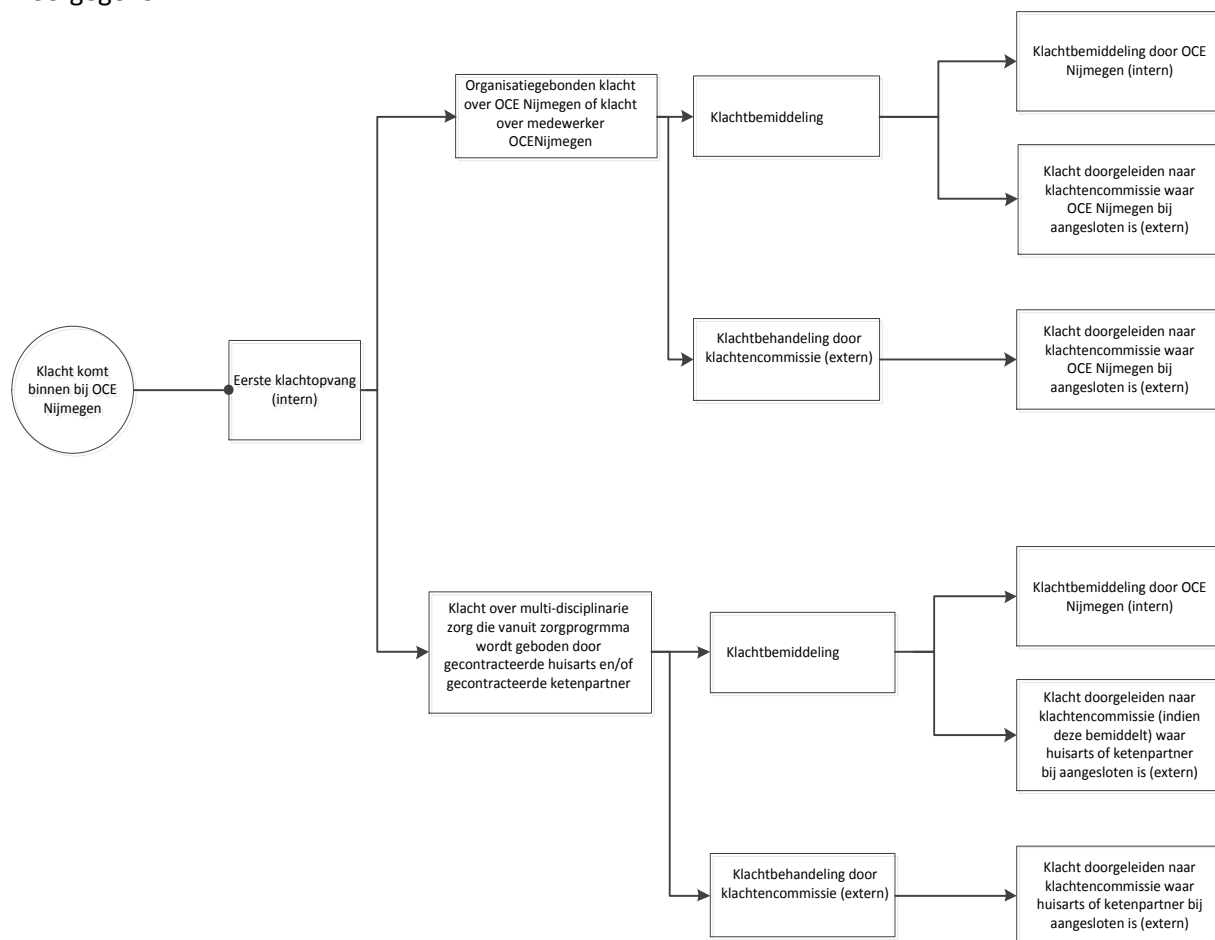 Klacht komt
binnen bij OCE
Nijmegen
Eerste klachtopvang
(intern)
Organisatiegebonden klacht
over OCE Nijmegen of klacht
over medewerker
OCENijmegen
Klachtbemiddeling
Klachtbemiddeling door OCE
Nijmegen (intern)
Klacht doorgeleiden naar
klachtencommissie waar
OCE Nijmegen bij
aangesloten is (extern)
Klachtbehandeling door
klachtencommissie (extern)
Klacht doorgeleiden naar
klachtencommissie waar
OCE Nijmegen bij
aangesloten is (extern)
Klacht over multi-disciplinarie
zorg die vanuit zorgprogrmma
wordt geboden door
gecontracteerde huisarts en/of
gecontracteerde ketenpartner
Klachtbemiddeling
Klachtbemiddeling door OCE
Nijmegen (intern)
Klacht doorgeleiden naar
klachtencommissie (indien
deze bemiddelt) waar
huisarts of ketenpartner
bij aangesloten is (extern)
Klachtbehandeling door
klachtencommissie (extern)
Klacht doorgeleiden naar
klachtencommissie waar
huisarts of ketenpartner bij
aangesloten is (extern)